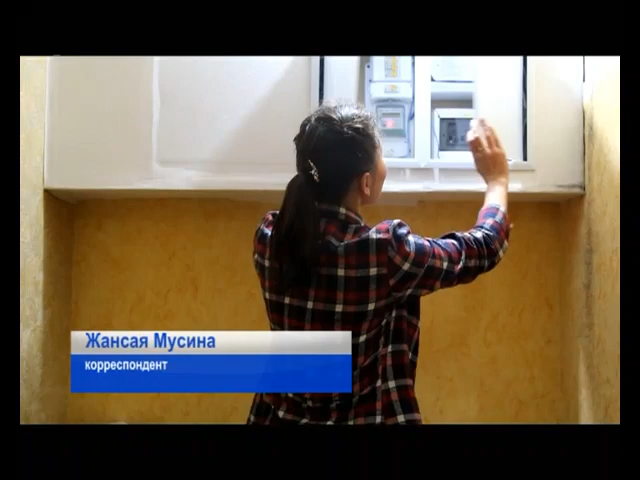 Жансая Мусина
корреспондент